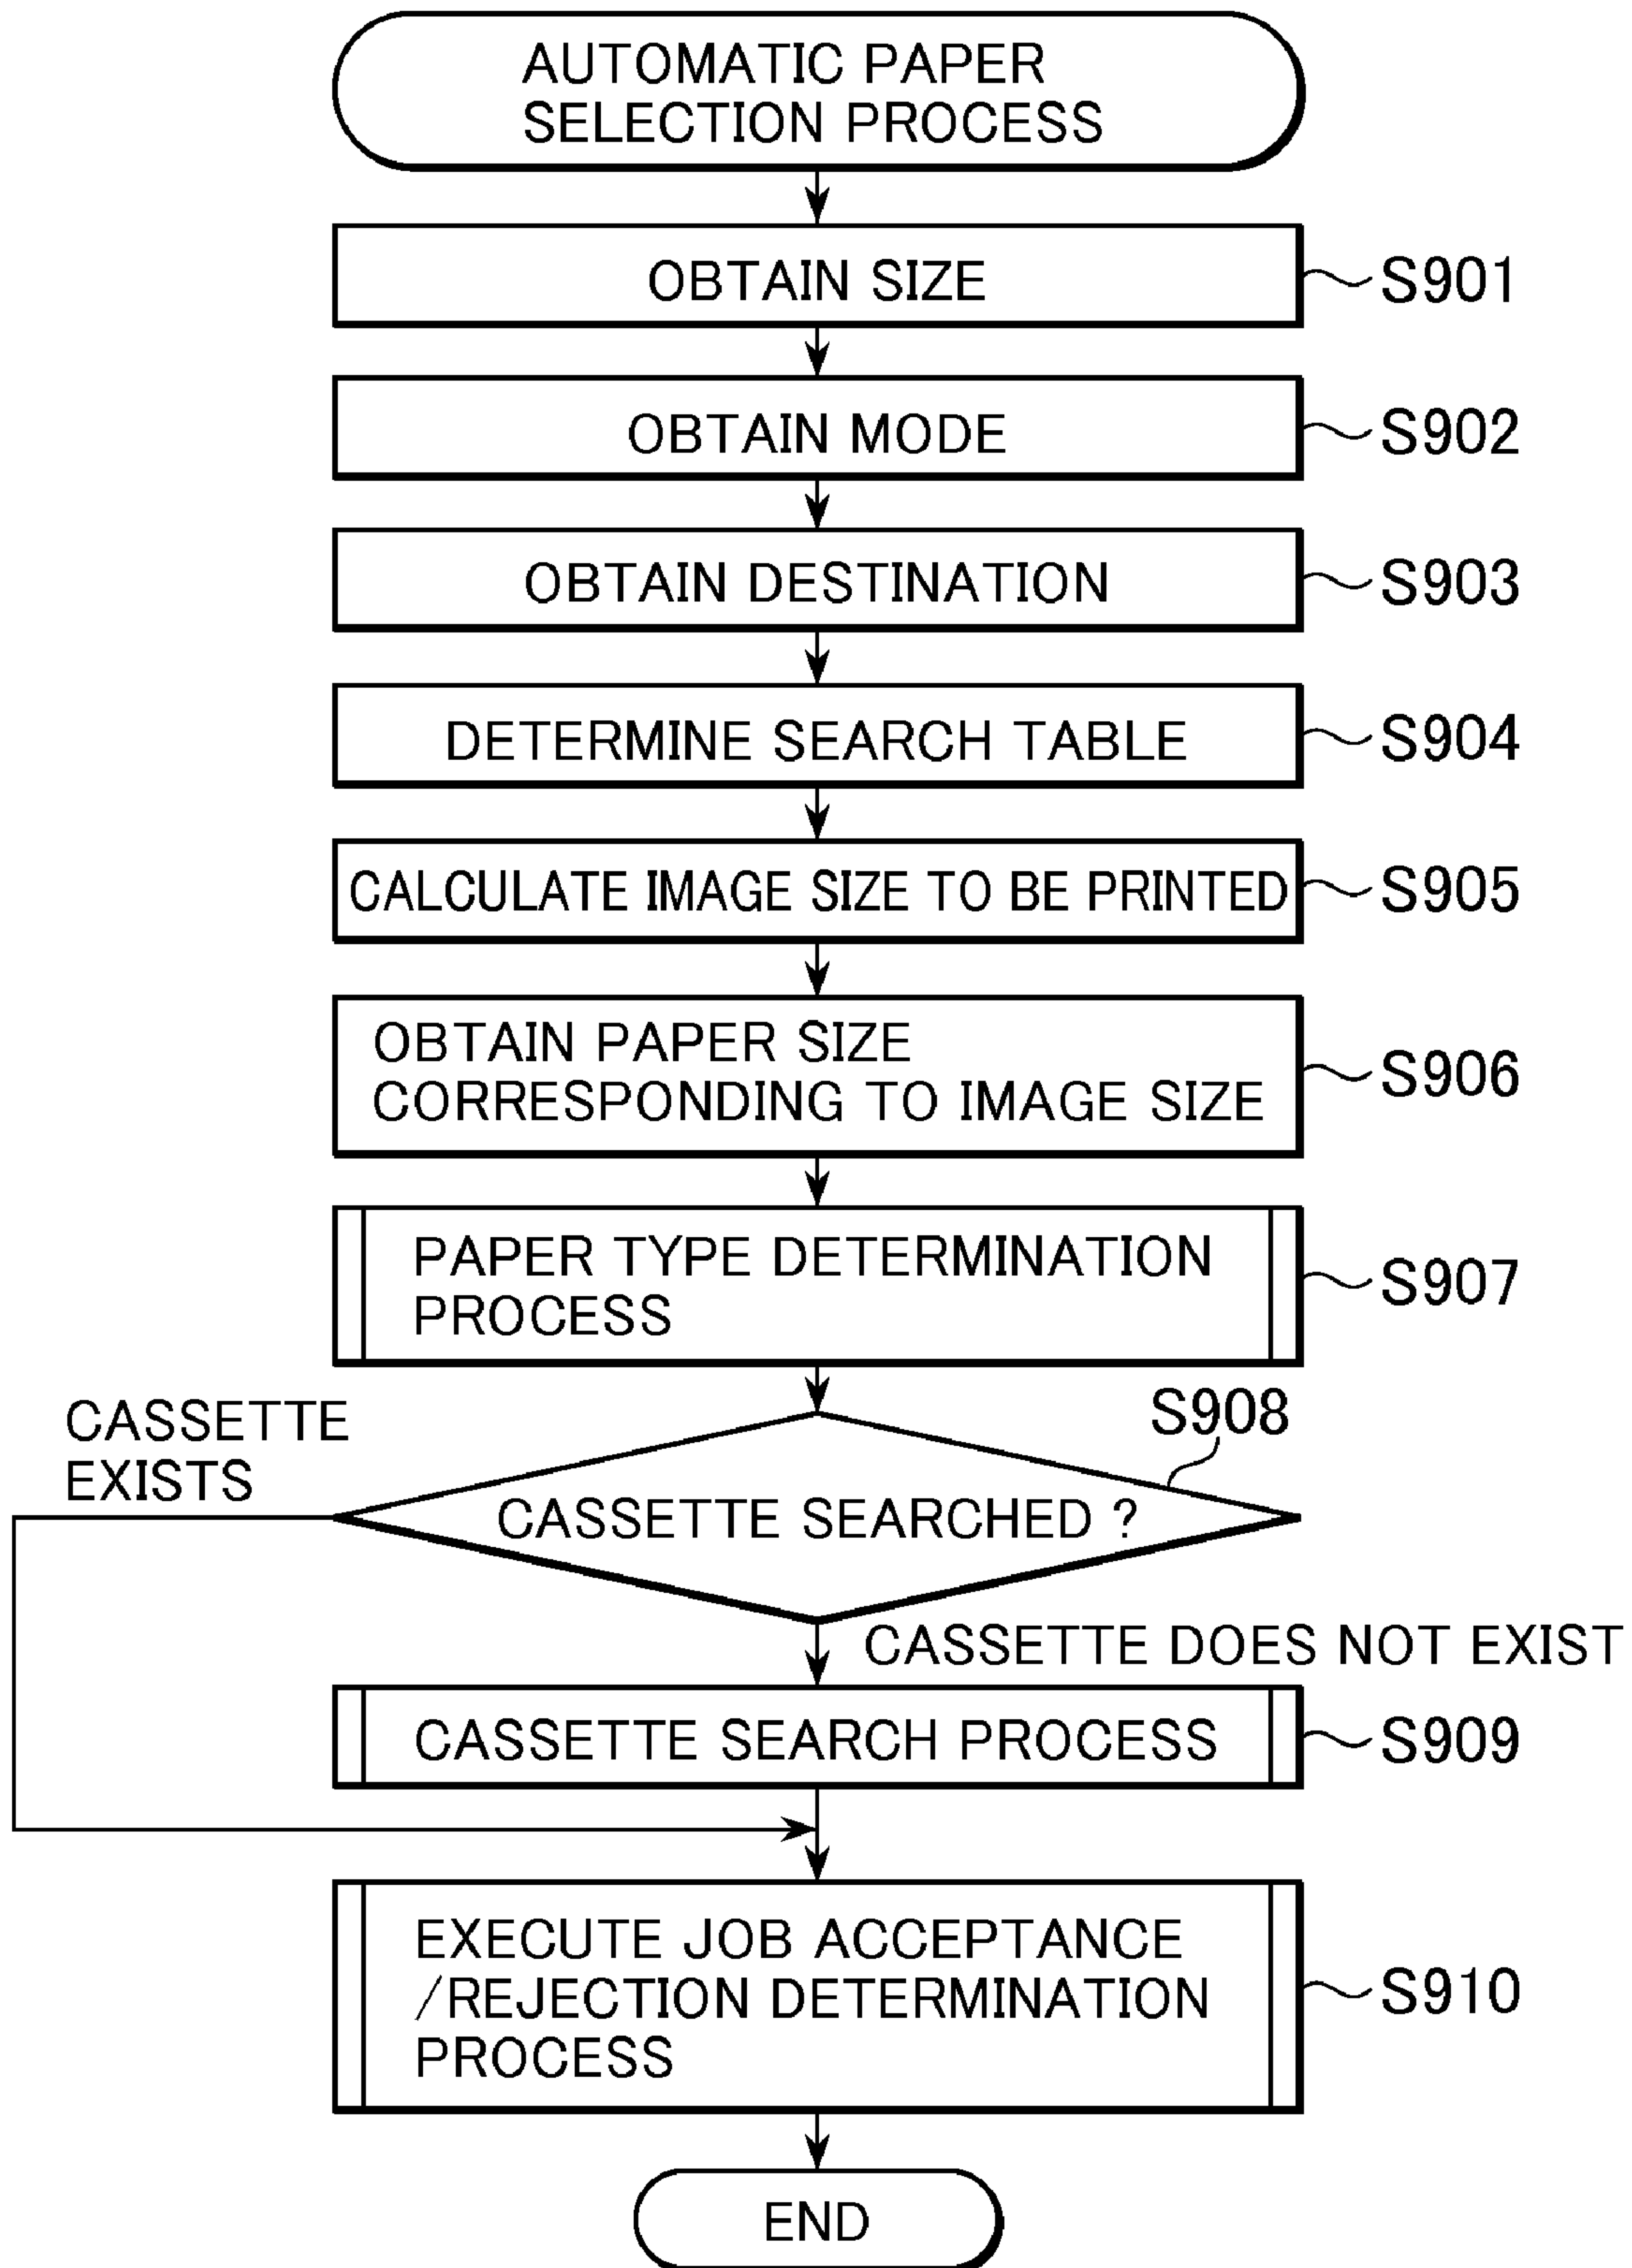 AUTOMATIC PAPER
SELECTION PROCESS
OBTAIN SIZE
S901
OBTAIN MODE
S902
OBTAIN DESTINATION
S903
DETERMINE SEARCH TABLE
S904
CALCULATE IMAGE SIZE TO BE PRINTED
S905
OBTAIN PAPER SIZE
CORRESPONDING TO IMAGE SIZE
S906
PAPER TYPE DETERMINATION
PROCESS
S907
CASSETTE
EXISTS
S908
CASSETTE SEARCHED ?
CASSETTE DOES NOT EXIST
CASSETTE SEARCH PROCESS
S909
EXECUTE JOB ACCEPTANCE
/REJECTION DETERMINATION
PROCESS
S910
END